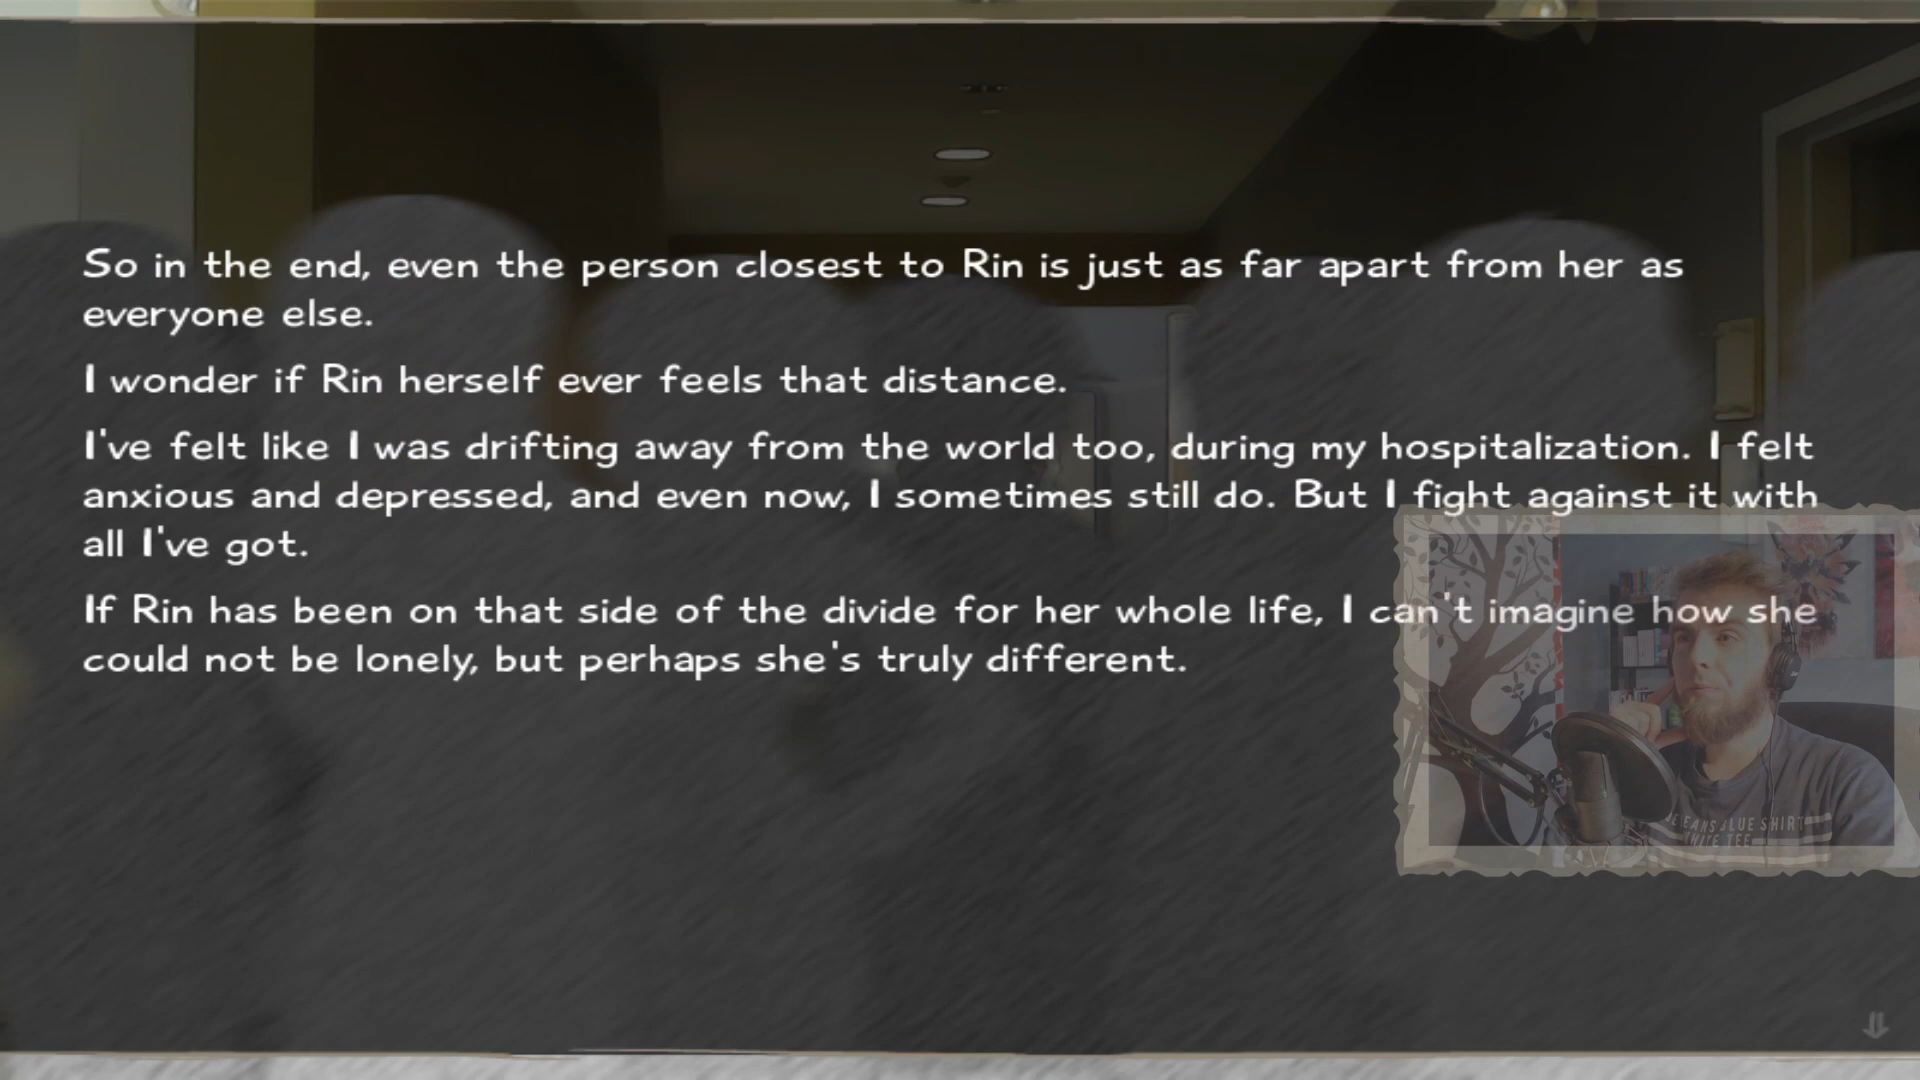 So in the end, even the person closest to Rin is just as far apart from her as
everyone else.
I wonder if Rin herself ever feels that distance.
I've felt like I was drifting away from the world too, during my hospitalization. I felt
anxious and depressed, and even now, I sometimes still do. But I fight against it with
all I've got.
If Rin has been on that side of the divide for her whole life, I can't imagine how she
could not be lonely, but perhaps she's truly different.
BLUE SHIRT
WHITE TEE